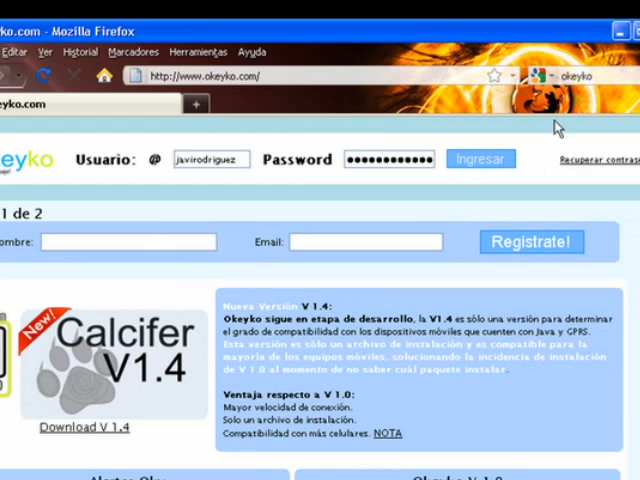 ko.com - Mozilla Firefox
Editar Ver Historial Marcadores Herramientas Ayuda
http://www.okeyko.com/ okeyko
eyko.com +
eyko Usuario: @ javirodriguez Password ●●●●●●●●●●●● Ingresar Recuperar contrase
1 de 2
ombre: Email: Registrate!
New! Calcifer V1.4
Download V 1.4
Nueva Versión V 1.4:
Okeyko sigue en etapa de desarrollo, la V1.4 es sólo una versión para determinar
el grado de compatibilidad con los dispositivos móviles que cuenten con Java y GPRS.
Esta versión es sólo un archivo de instalación y es compatible para la
mayoría de los equipos móviles, solucionando la incidencia de instalación
de V 1.0 al momento de no saber cuál paquete instalar.
Ventaja respecto a V 1.0:
Mayor velocidad de conexión.
Solo un archivo de instalación.
Compatibilidad con más celulares. NOTA